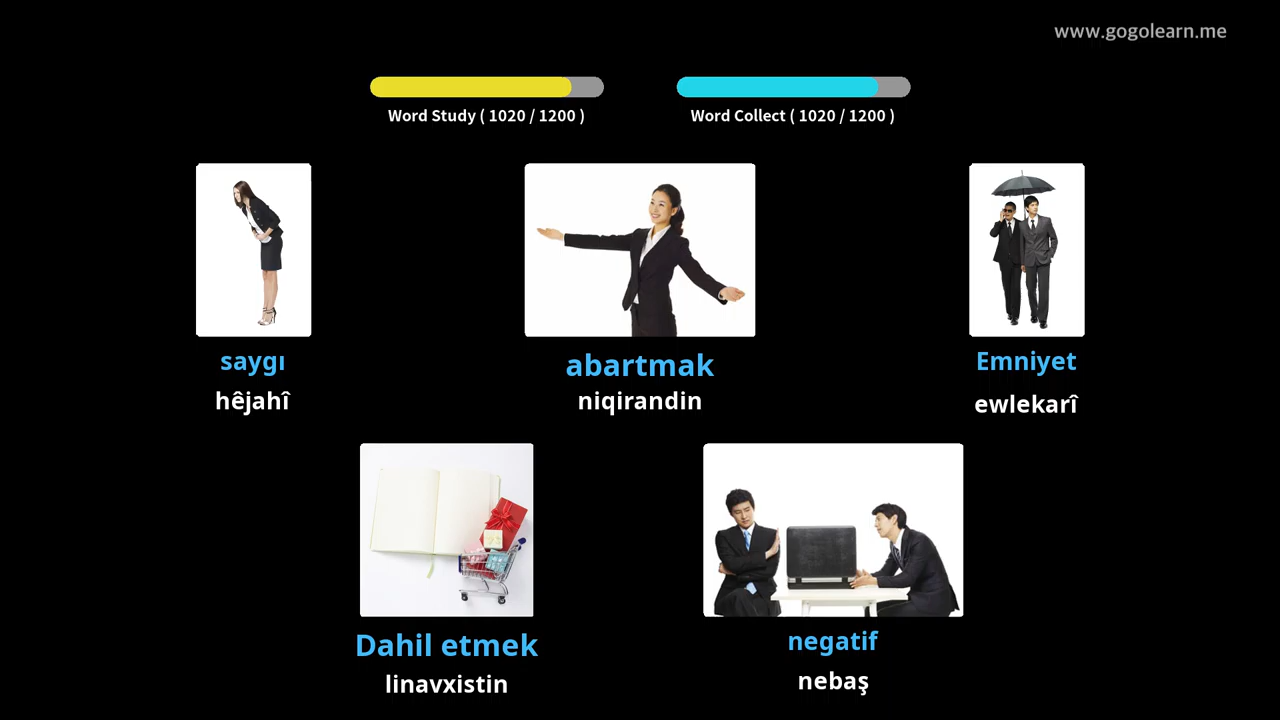 www.gogolearn.me
Word Study ( 1020 / 1200 )
Word Collect ( 1020 / 1200 )
saygı
hêjahî
abartmak
niqirandin
Emniyet
ewlekarî
Dahil etmek
linavxistin
negatif
nebaş